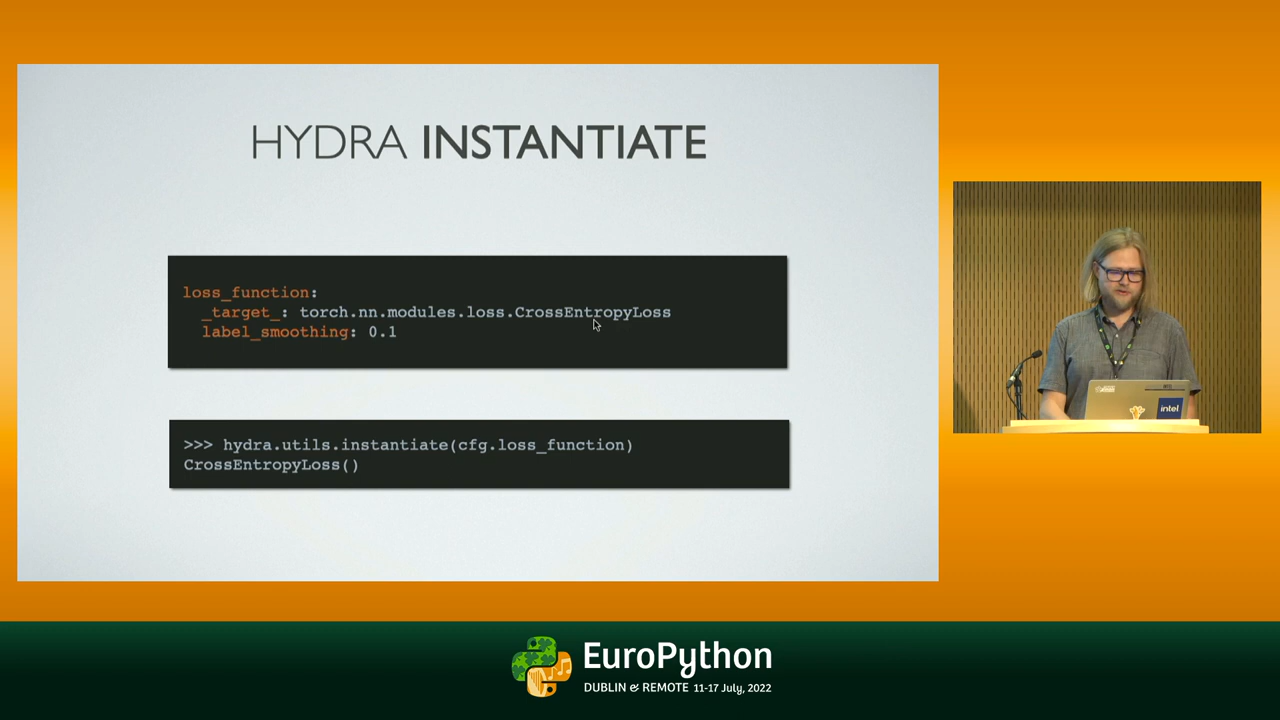 HYDRA INSTANTIATE
loss_function:
_target_: torch.nn.modules.loss.CrossEntropyLoss
label_smoothing: 0.1
>>> hydra.utils.instantiate(cfg.loss_function)
CrossEntropyLoss()
intel
EuroPython
DUBLIN & REMOTE 11-17 July, 2022